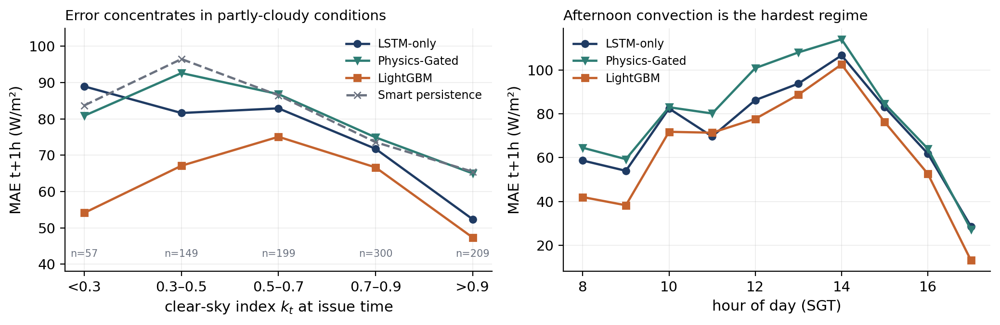 Error concentrates in partly-cloudy conditions
MAE t+1h (W/m²)
100
90
80
70
60
50
40
LSTM-only
Physics-Gated
LightGBM
Smart persistence
n=57 n=149 n=199 n=300 n=209
<0.3 0.3–0.5 0.5–0.7 0.7–0.9 >0.9
clear-sky index kₜ at issue time
Afternoon convection is the hardest regime
MAE t+1h (W/m²)
100
80
60
40
20
LSTM-only
Physics-Gated
LightGBM
8 10 12 14 16
hour of day (SGT)